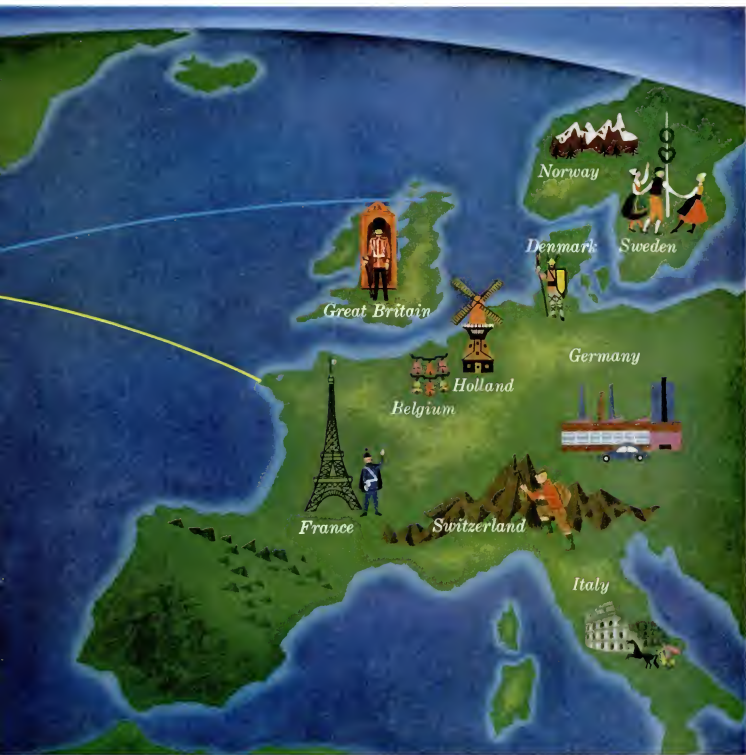 Norway
Denmark
Sweden
Great Britain
Germany
Holland
Belgium
France
Switzerland
Italy